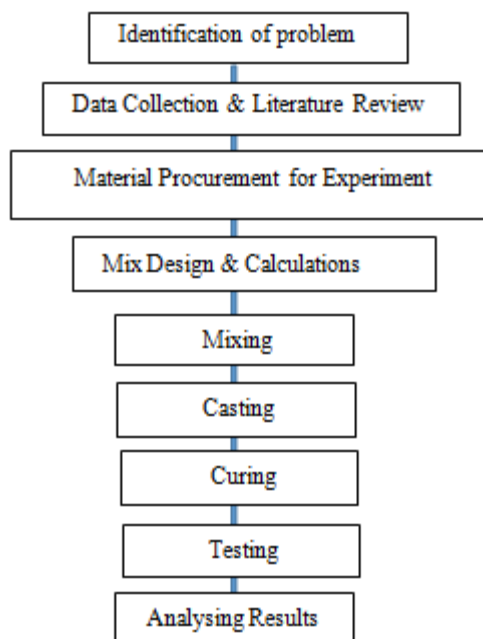 Identification of problem
Data Collection & Literature Review
Material Procurement for Experiment
Mix Design & Calculations
Mixing
Casting
Curing
Testing
Analysing Results